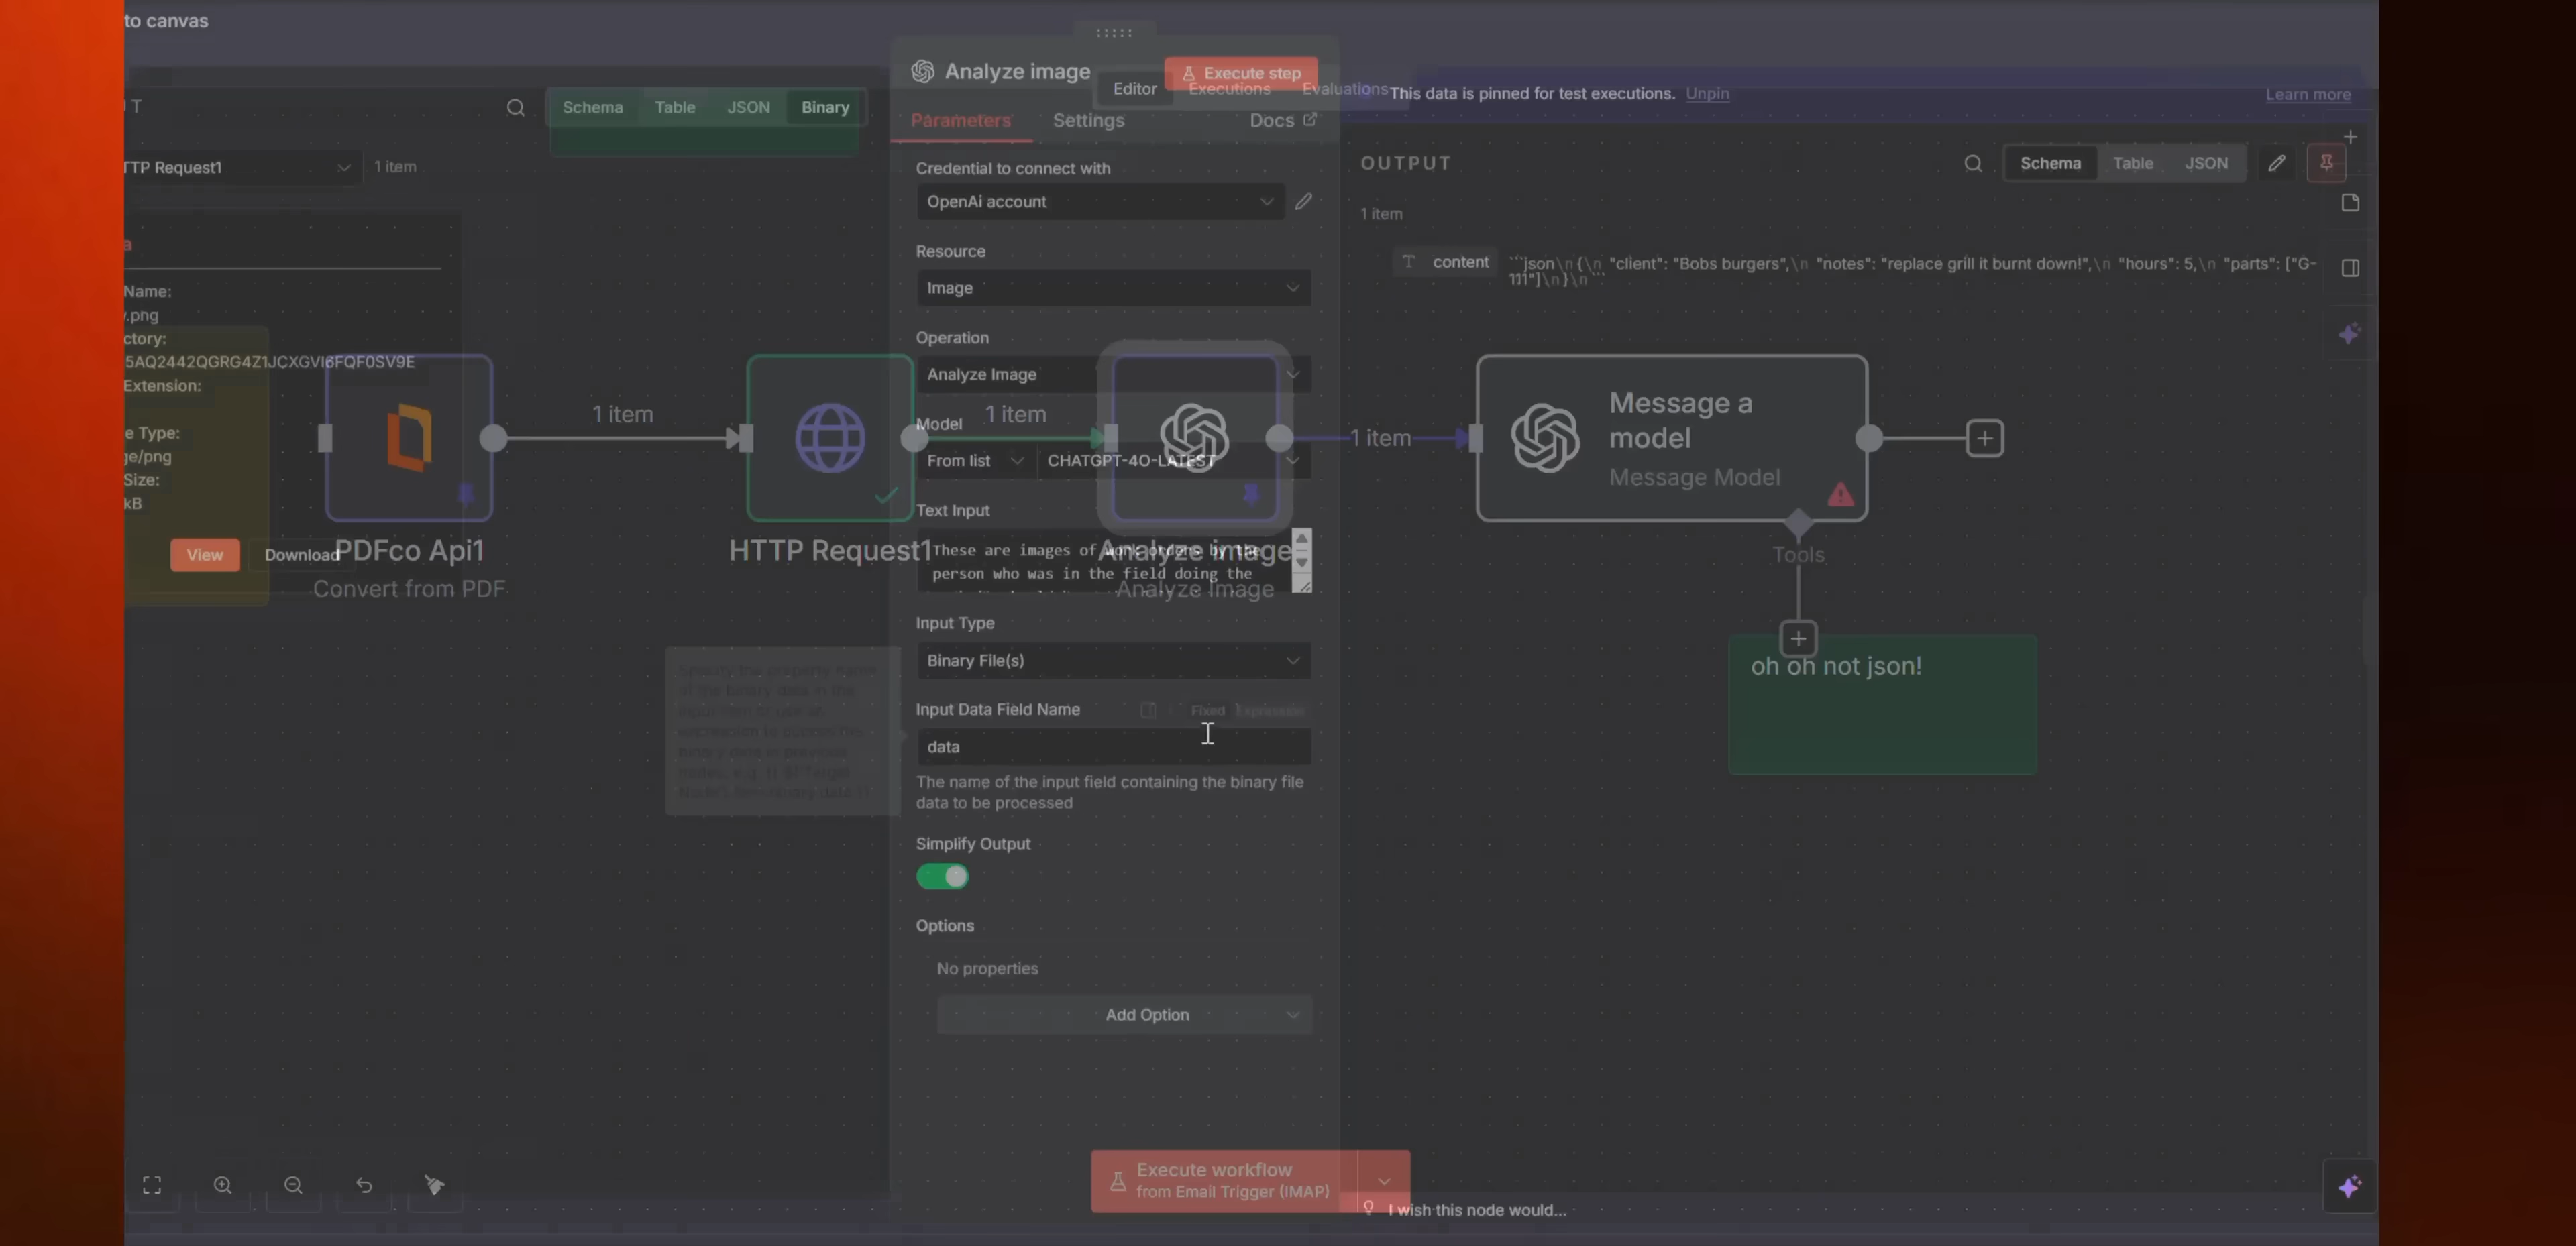 to canvas
Analyze image
Execute step
Editor
Executions
Evaluations
This data is pinned for test executions. Unpin
Learn more
T
Schema
Table
JSON
Binary
Parameters
Settings
Docs
TTP Request1
1 item
OUTPUT
Schema
Table
JSON
1 item
Credential to connect with
OpenAi account
a
Resource
Image
content
```json\n{\n "client": "Bobs burgers",\n "notes": "replace grill it burnt down!",\n "hours": 5,\n "parts": ["G-
111"]\n}\n```
Name:
.png
ctory:
5AQ2442QGRG4Z1JCXGVI6FQF0SV9E
Extension:
e Type:
ge/png
Size:
kB
View
Download
Operation
Analyze Image
Model
From list
CHATGPT-4O-LATEST
Text Input
These are images of work orders by the
person who was in the field doing the
1 item
1 item
1 item
PDFco Api1
Convert from PDF
HTTP Request1
Analyze image
Analyze Image
Message a
model
Message Model
Tools
oh oh not json!
Input Type
Binary File(s)
Input Data Field Name
Fixed
Expression
data
The name of the input field containing the binary file
data to be processed
Simplify Output
Options
No properties
Add Option
Execute workflow
from Email Trigger (IMAP)
I wish this node would...